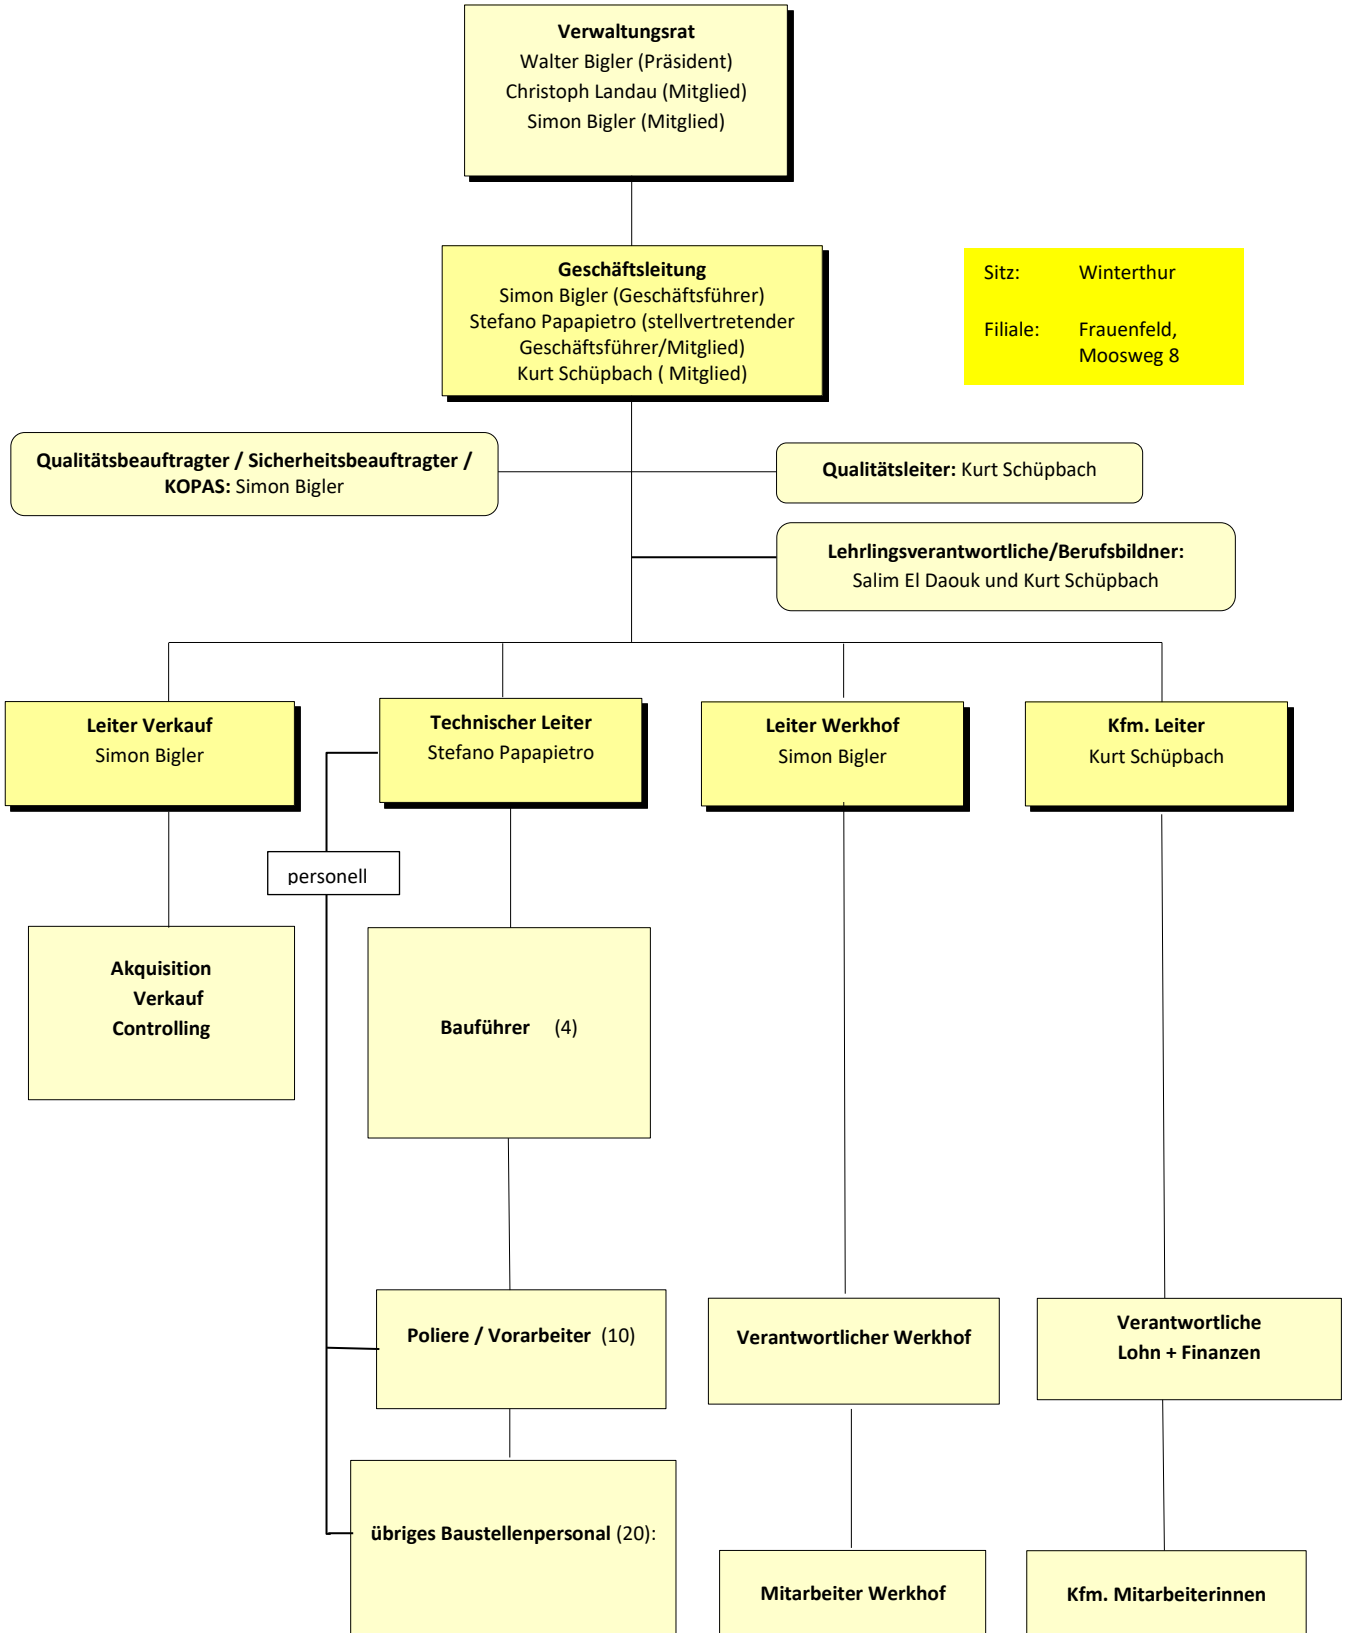 Verwaltungsrat
Walter Bigler (Präsident)
Christoph Landau (Mitglied)
Simon Bigler (Mitglied)
Geschäftsleitung
Simon Bigler (Geschäftsführer)
Stefano Papapietro (stellvertretender
Geschäftsführer/Mitglied)
Kurt Schüpbach ( Mitglied)
Sitz: Winterthur
Filiale: Frauenfeld,
Moosweg 8
Qualitätsbeauftragter / Sicherheitsbeauftragter /
KOPAS: Simon Bigler
Qualitätsleiter: Kurt Schüpbach
Lehrlingsverantwortliche/Berufsbildner:
Salim El Daouk und Kurt Schüpbach
Leiter Verkauf
Simon Bigler
Technischer Leiter
Stefano Papapietro
Leiter Werkhof
Simon Bigler
Kfm. Leiter
Kurt Schüpbach
personell
Akquisition
Verkauf
Controlling
Bauführer (4)
Poliere / Vorarbeiter (10)
Verantwortlicher Werkhof
Verantwortliche
Lohn + Finanzen
übriges Baustellenpersonal (20):
Mitarbeiter Werkhof
Kfm. Mitarbeiterinnen